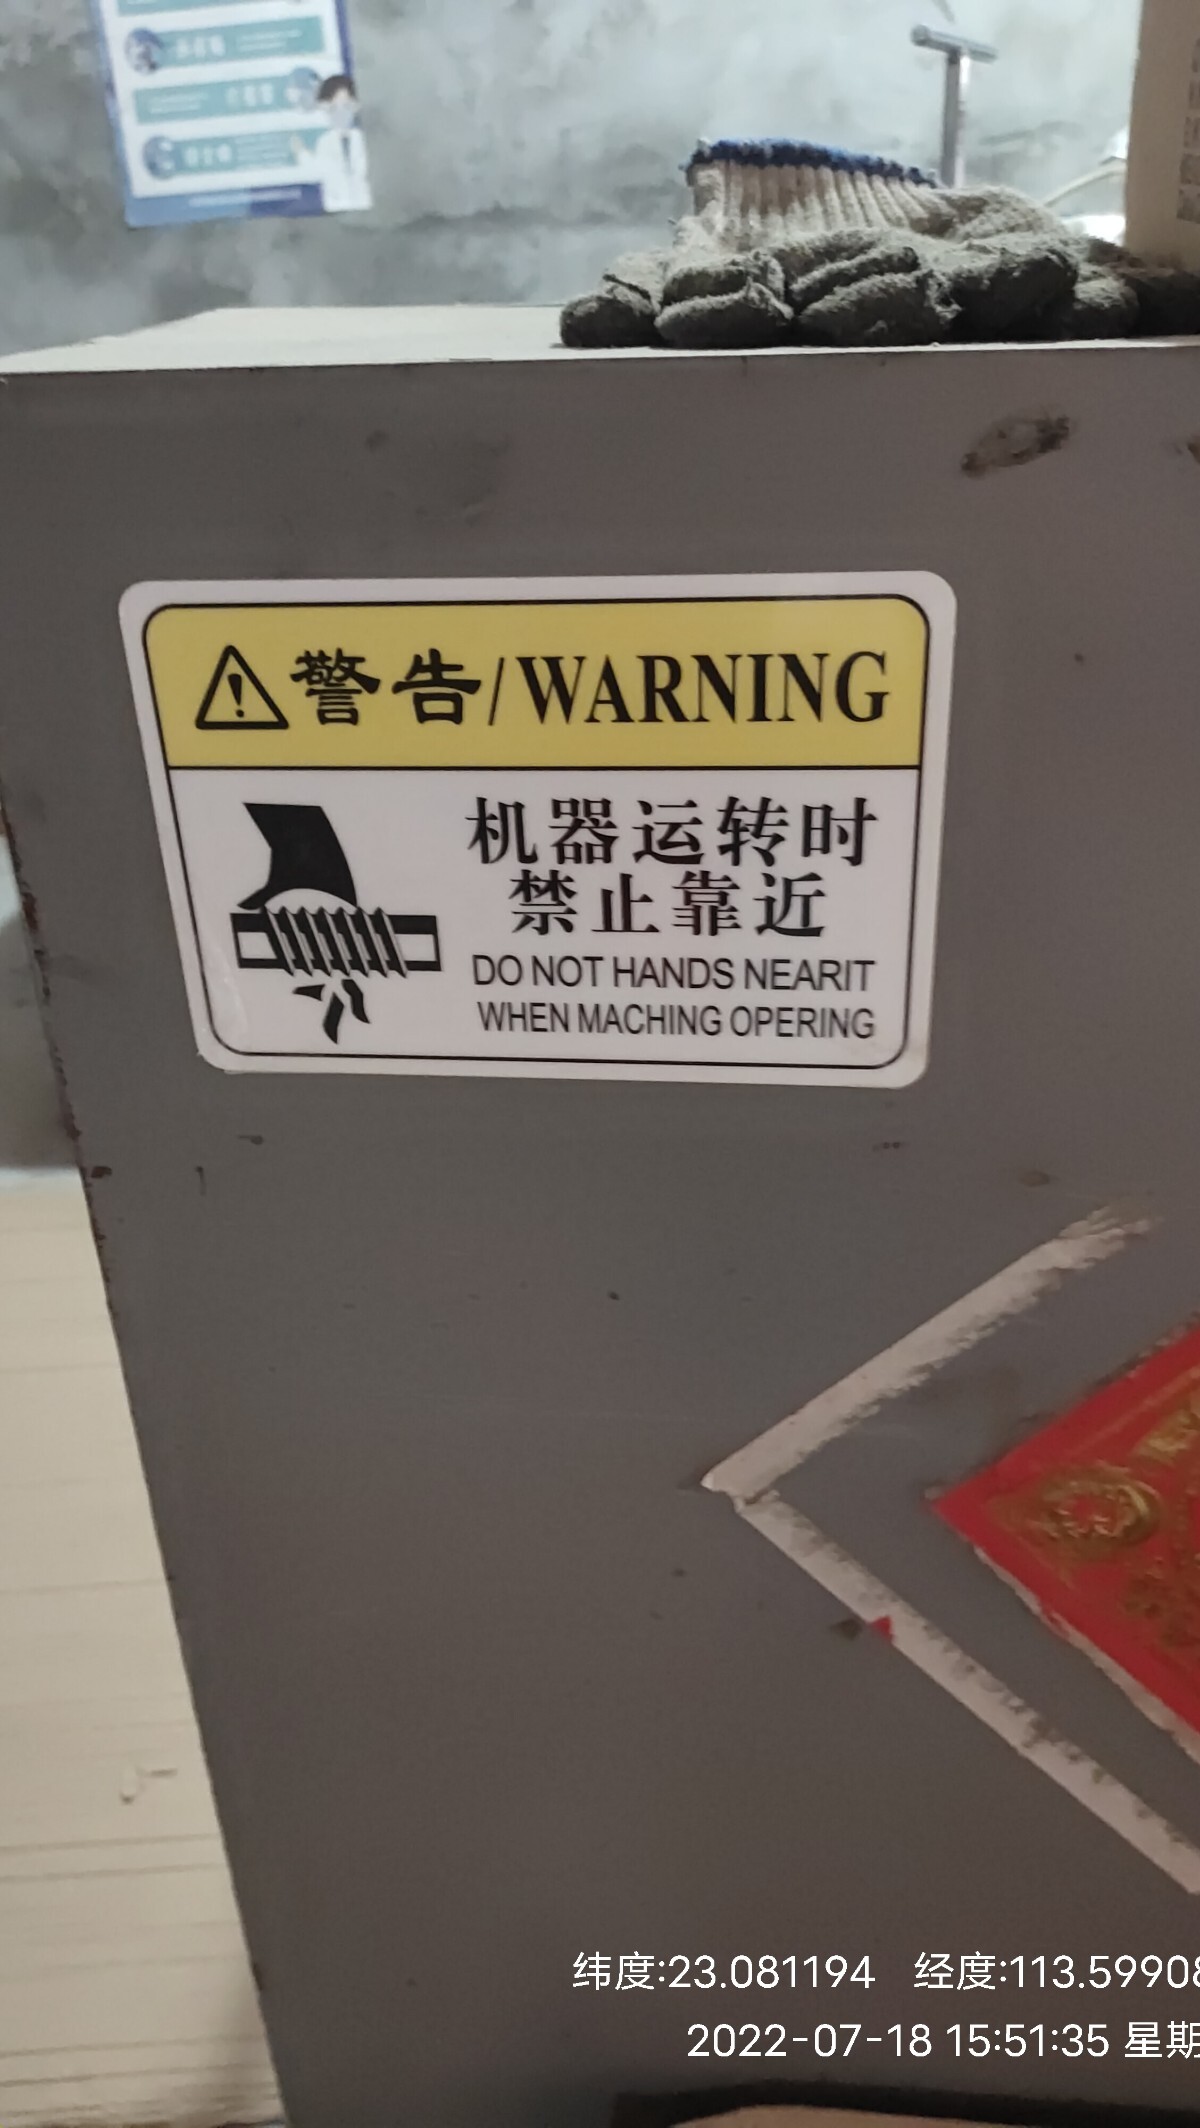 警告/WARNING
机器运转时
禁止靠近
DO NOT HANDS NEARIT
WHEN MACHING OPERING
纬度:23.081194 经度:113.59908
2022-07-18 15:51:35 星期